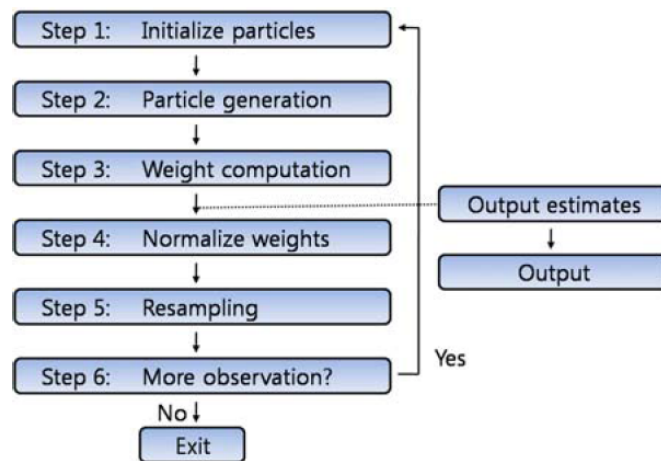 Step 1: Initialize particles
Step 2: Particle generation
Step 3: Weight computation
Output estimates
Step 4: Normalize weights
Output
Step 5: Resampling
Yes
Step 6: More observation?
No
Exit